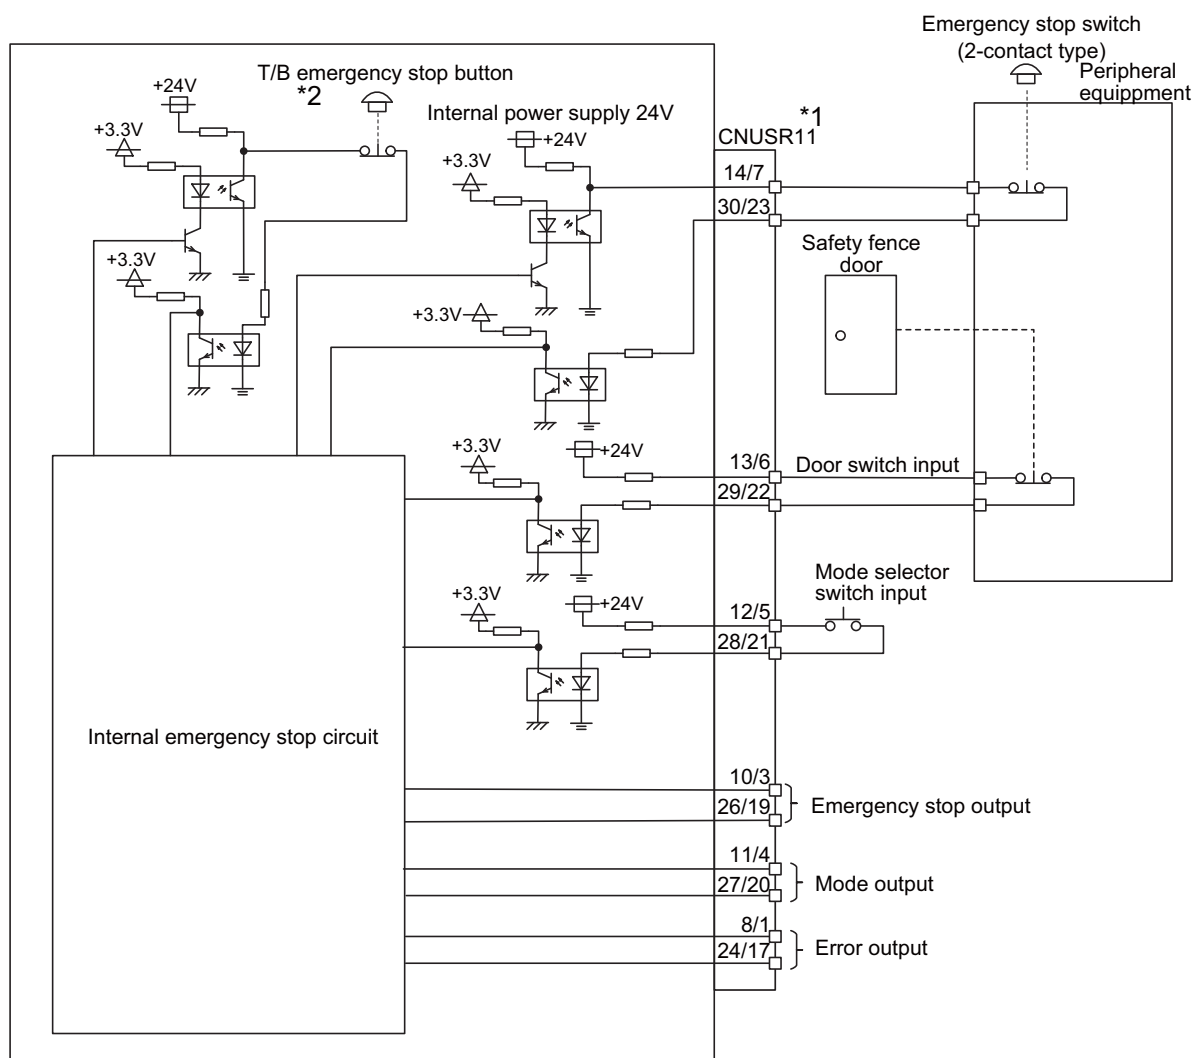 Emergency stop switch
(2-contact type)
Peripheral
equippment
T/B emergency stop button
*2
+24V
+3.3V
Internal power supply 24V
*1
CNUSR11
+24V
+3.3V
14/7
30/23
+3.3V
Safety fence
door
+3.3V
+3.3V
+24V
13/6
Door switch input
29/22
Mode selector
switch input
+3.3V
+24V
12/5
28/21
Internal emergency stop circuit
10/3
26/19
Emergency stop output
11/4
27/20
Mode output
8/1
24/17
Error output